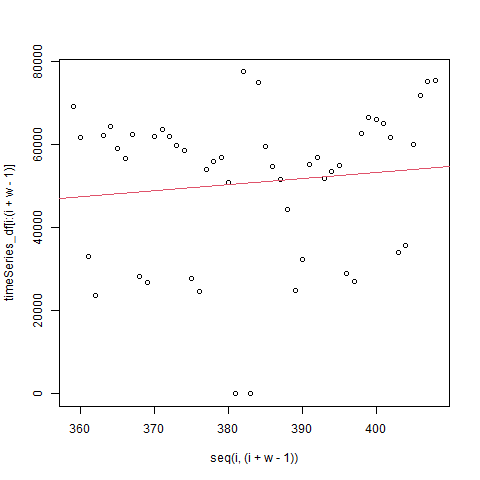 80000
60000
40000
20000
0
timeSeries_df[i:(i + w - 1)]
360 370 380 390 400
seq(i, (i + w - 1))